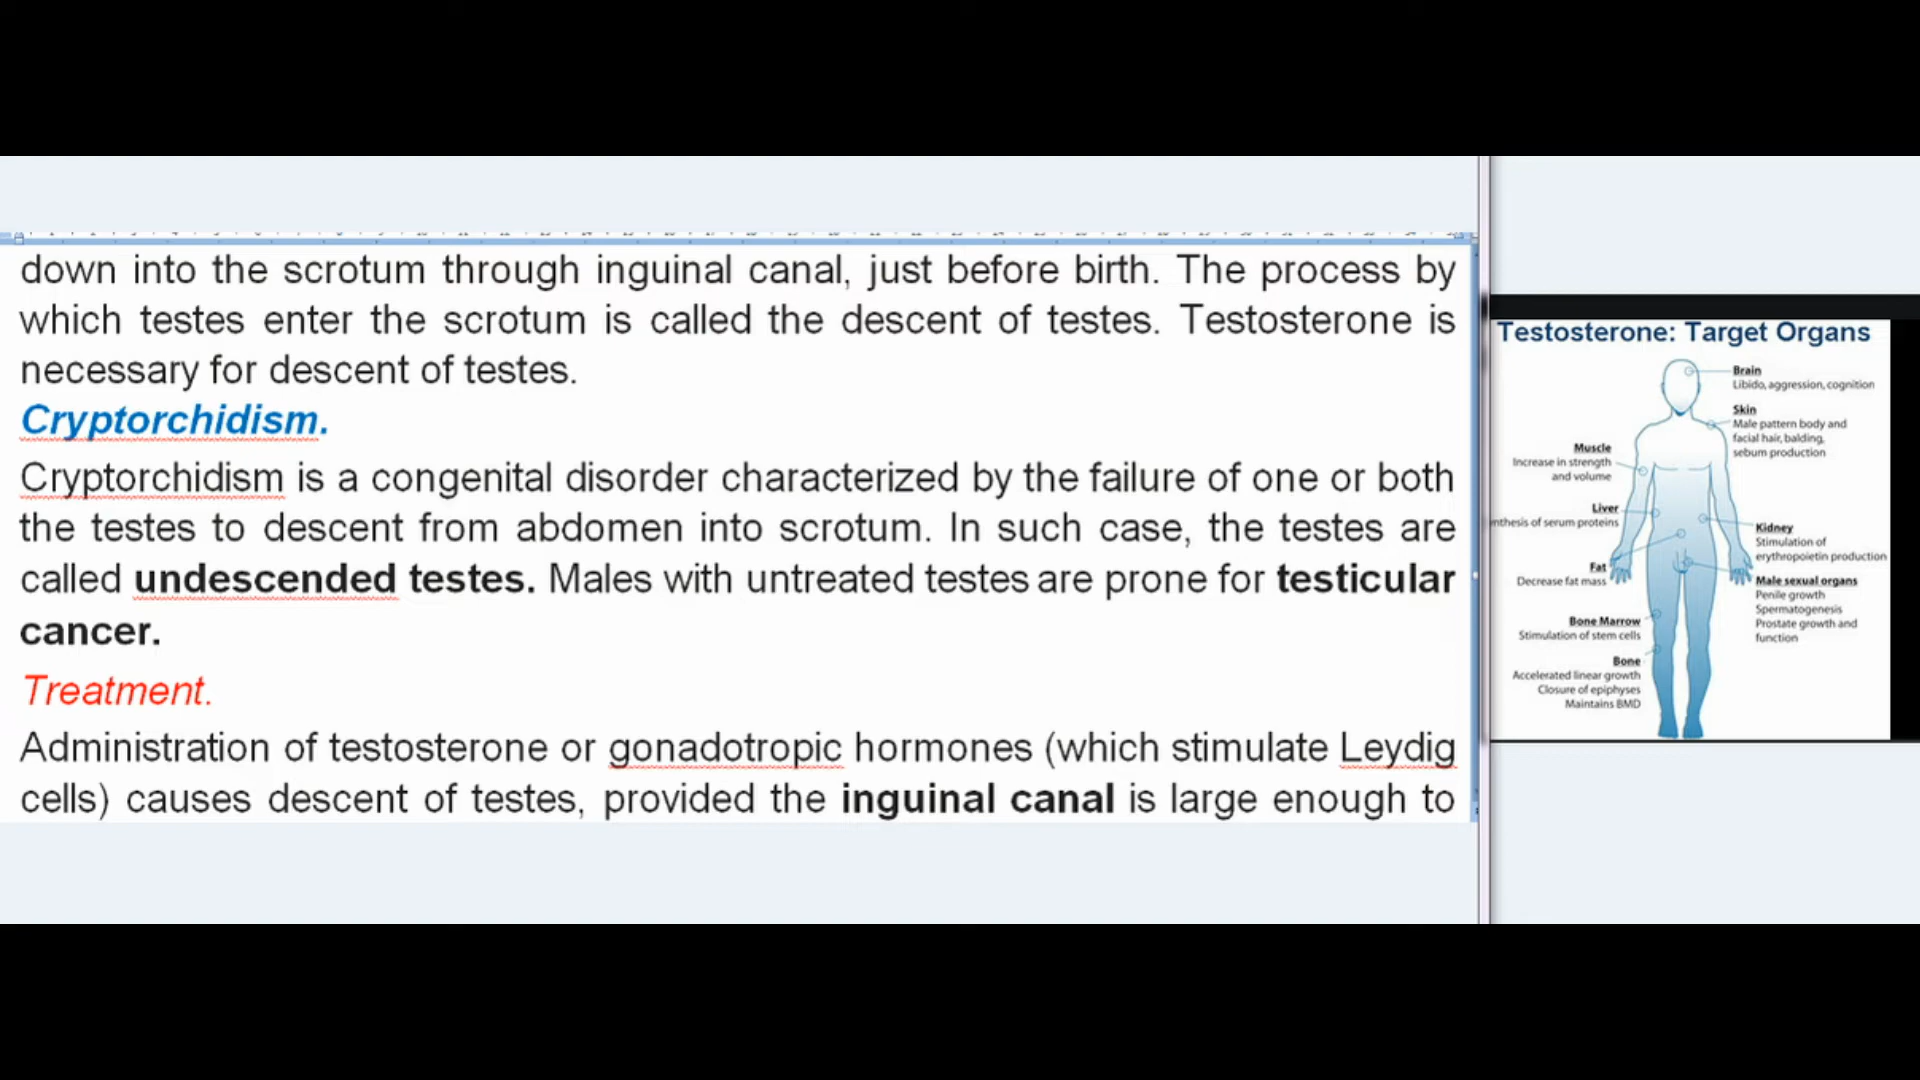 down into the scrotum through inguinal canal, just before birth. The process by
which testes enter the scrotum is called the descent of testes. Testosterone is
necessary for descent of testes.
Cryptorchidism.
Cryptorchidism is a congenital disorder characterized by the failure of one or both
the testes to descent from abdomen into scrotum. In such case, the testes are
called undescended testes. Males with untreated testes are prone for testicular
cancer.
Treatment.
Administration of testosterone or gonadotropic hormones (which stimulate Leydig
cells) causes descent of testes, provided the inguinal canal is large enough to
Testosterone: Target Organs
Brain
Libido, aggression, cognition
Skin
Male pattern body and
facial hair, balding,
sebum production
Muscle
Increase in strength
and volume
Liver
nthesis of serum proteins
Kidney
Stimulation of
erythropoietin production
Fat
Decrease fat mass
Male sexual organs
Penile growth
Spermatogenesis
Prostate growth and
function
Bone Marrow
Stimulation of stem cells
Bone
Accelerated linear growth
Closure of epiphyses
Maintains BMD